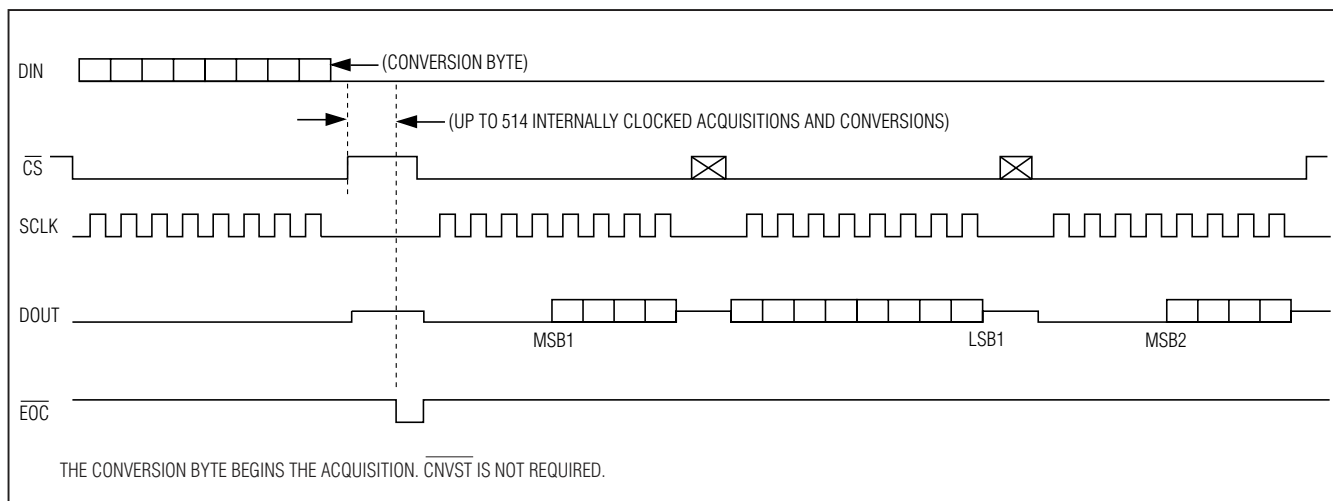 DIN
(CONVERSION BYTE)
(UP TO 514 INTERNALLY CLOCKED ACQUISITIONS AND CONVERSIONS)
CS
SCLK
DOUT
MSB1
LSB1
MSB2
EOC
THE CONVERSION BYTE BEGINS THE ACQUISITION. CNVST IS NOT REQUIRED.